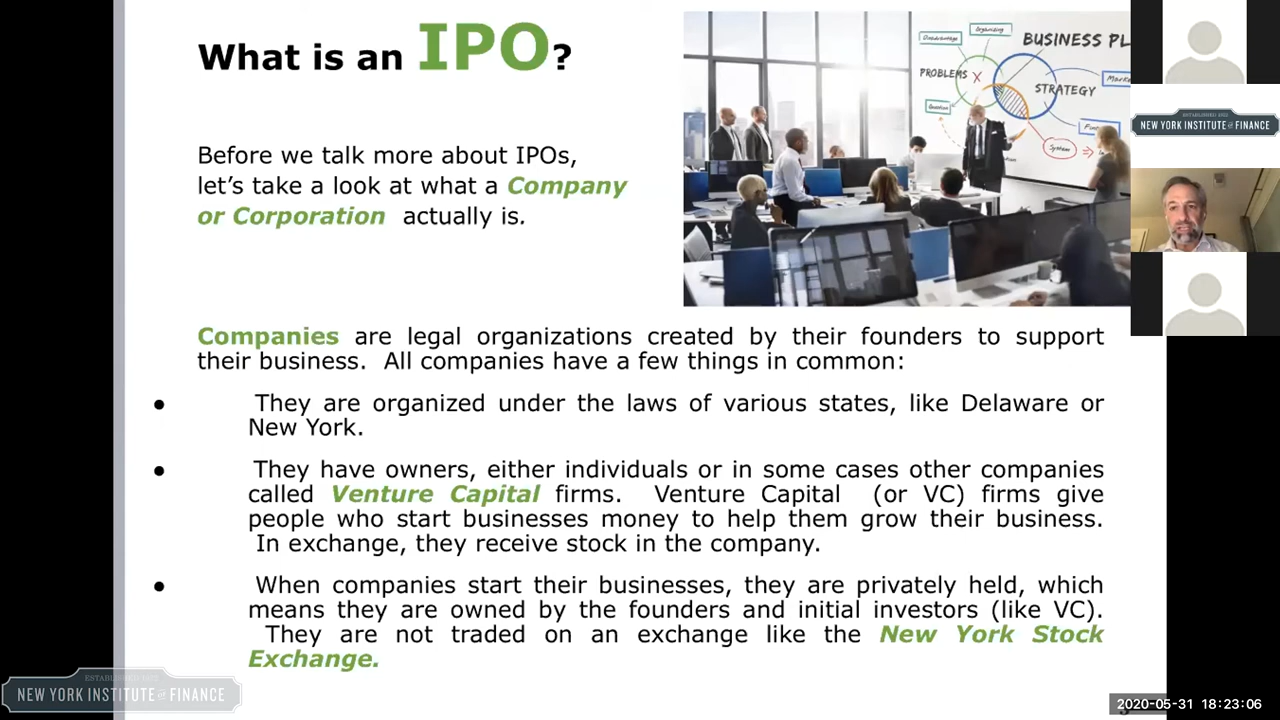 What is an IPO?
Before we talk more about IPOs,
let's take a look at what a Company
or Corporation actually is.
Disadvantage
Organizing
BUSINESS PL
PROBLEMS X
STRATEGY
Marke
Question
System
NEW YORK INSTITUTE of FINANCE
Companies are legal organizations created by their founders to support
their business. All companies have a few things in common:
● They are organized under the laws of various states, like Delaware or
New York.
● They have owners, either individuals or in some cases other companies
called Venture Capital firms. Venture Capital (or VC) firms give
people who start businesses money to help them grow their business.
In exchange, they receive stock in the company.
● When companies start their businesses, they are privately held, which
means they are owned by the founders and initial investors (like VC).
They are not traded on an exchange like the New York Stock
Exchange.
NEW YORK INSTITUTE of FINANCE
2020-05-31 18:23:06